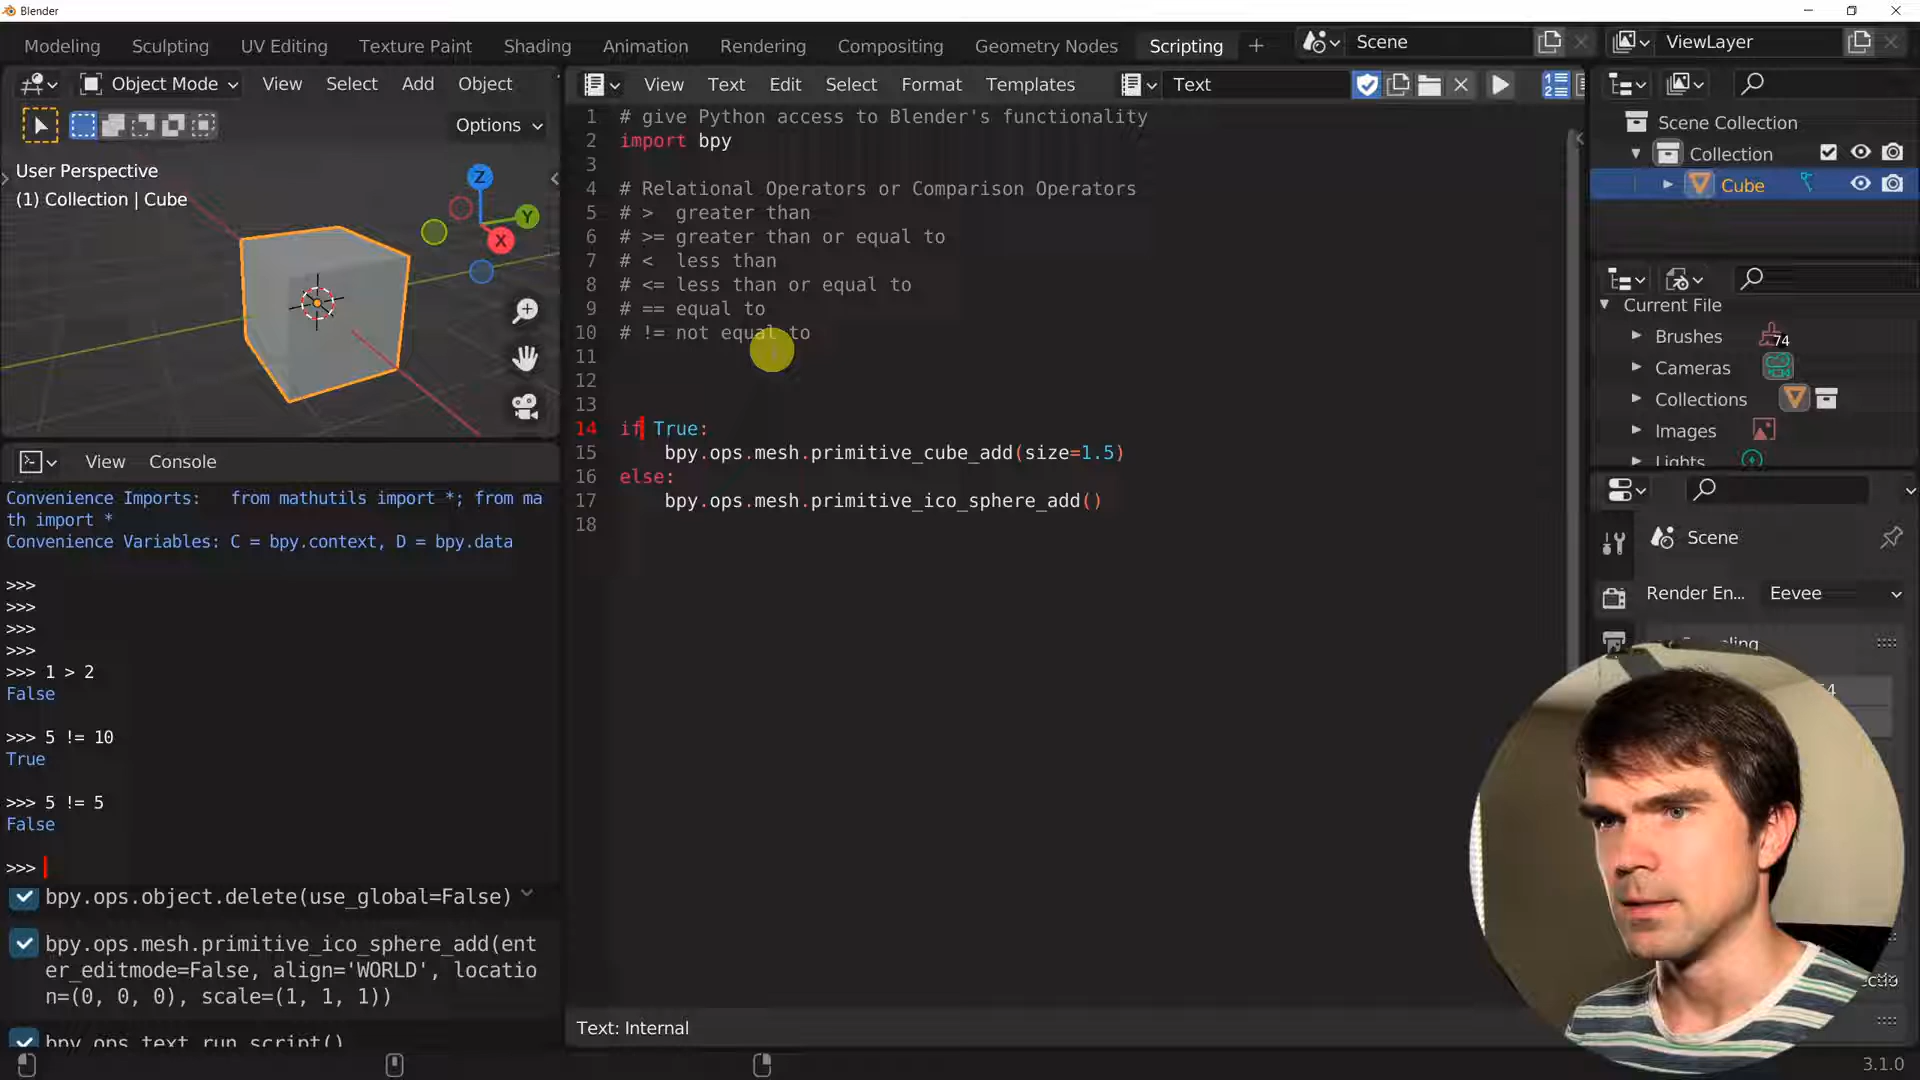 Blender
Modeling Sculpting UV Editing Texture Paint Shading Animation Rendering Compositing Geometry Nodes Scripting + Scene ViewLayer
Object Mode View Select Add Object
Options
User Perspective
(1) Collection | Cube
Z
Y
X
View Text Edit Select Format Templates Text
1 # give Python access to Blender's functionality
2 import bpy
3
4 # Relational Operators or Comparison Operators
5 # >  greater than
6 # >= greater than or equal to
7 # <  less than
8 # <= less than or equal to
9 # == equal to
10 # != not equal to
11
12
13
14 if True:
15     bpy.ops.mesh.primitive_cube_add(size=1.5)
16 else:
17     bpy.ops.mesh.primitive_ico_sphere_add()
18
Text: Internal
View Console
Convenience Imports:   from mathutils import *; from ma
th import *
Convenience Variables: C = bpy.context, D = bpy.data
>>>
>>>
>>>
>>>
>>> 1 > 2
False
>>> 5 != 10
True
>>> 5 != 5
False
>>>
bpy.ops.object.delete(use_global=False)
bpy.ops.mesh.primitive_ico_sphere_add(ent
er_editmode=False, align='WORLD', locatio
n=(0, 0, 0), scale=(1, 1, 1))
bpy.ops.text.run_script()
Scene Collection
Collection
Cube
Current File
Brushes 74
Cameras
Collections
Images
Lights
Scene
Render En... Eevee
3.1.0